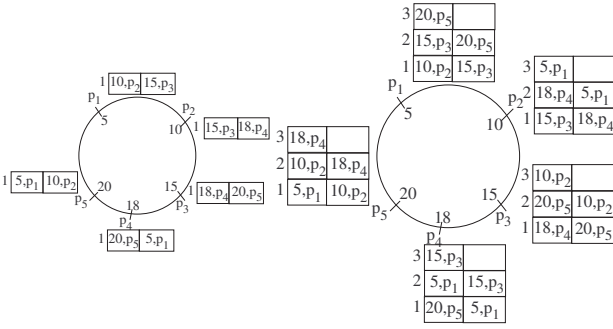 1 10,p2 15,p3
p1
5
p2
10
1 15,p3 18,p4
15
p3
1 18,p4 20,p5
18
p4
1 20,p5 5,p1
20
p5
1 5,p1 10,p2
3 20,p5
2 15,p3 20,p5
1 10,p2 15,p3
p1
5
p2
10
3 5,p1
2 18,p4 5,p1
1 15,p3 18,p4
15
p3
3 10,p2
2 20,p5 10,p2
1 18,p4 20,p5
18
p4
3 15,p3
2 5,p1 15,p3
1 20,p5 5,p1
20
p5
3 18,p4
2 10,p2 18,p4
1 5,p1 10,p2